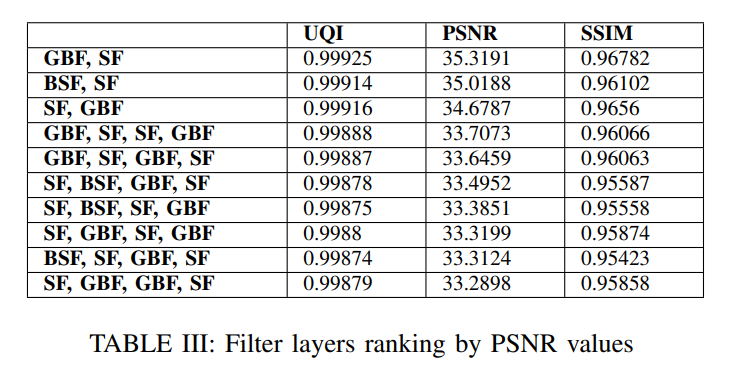 UQI PSNR SSIM
GBF, SF 0.99925 35.3191 0.96782
BSF, SF 0.99914 35.0188 0.96102
SF, GBF 0.99916 34.6787 0.9656
GBF, SF, SF, GBF 0.99888 33.7073 0.96066
GBF, SF, GBF, SF 0.99887 33.6459 0.96063
SF, BSF, GBF, SF 0.99878 33.4952 0.95587
SF, BSF, SF, GBF 0.99875 33.3851 0.95558
SF, GBF, SF, GBF 0.9988 33.3199 0.95874
BSF, SF, GBF, SF 0.99874 33.3124 0.95423
SF, GBF, GBF, SF 0.99879 33.2898 0.95858
TABLE III: Filter layers ranking by PSNR values